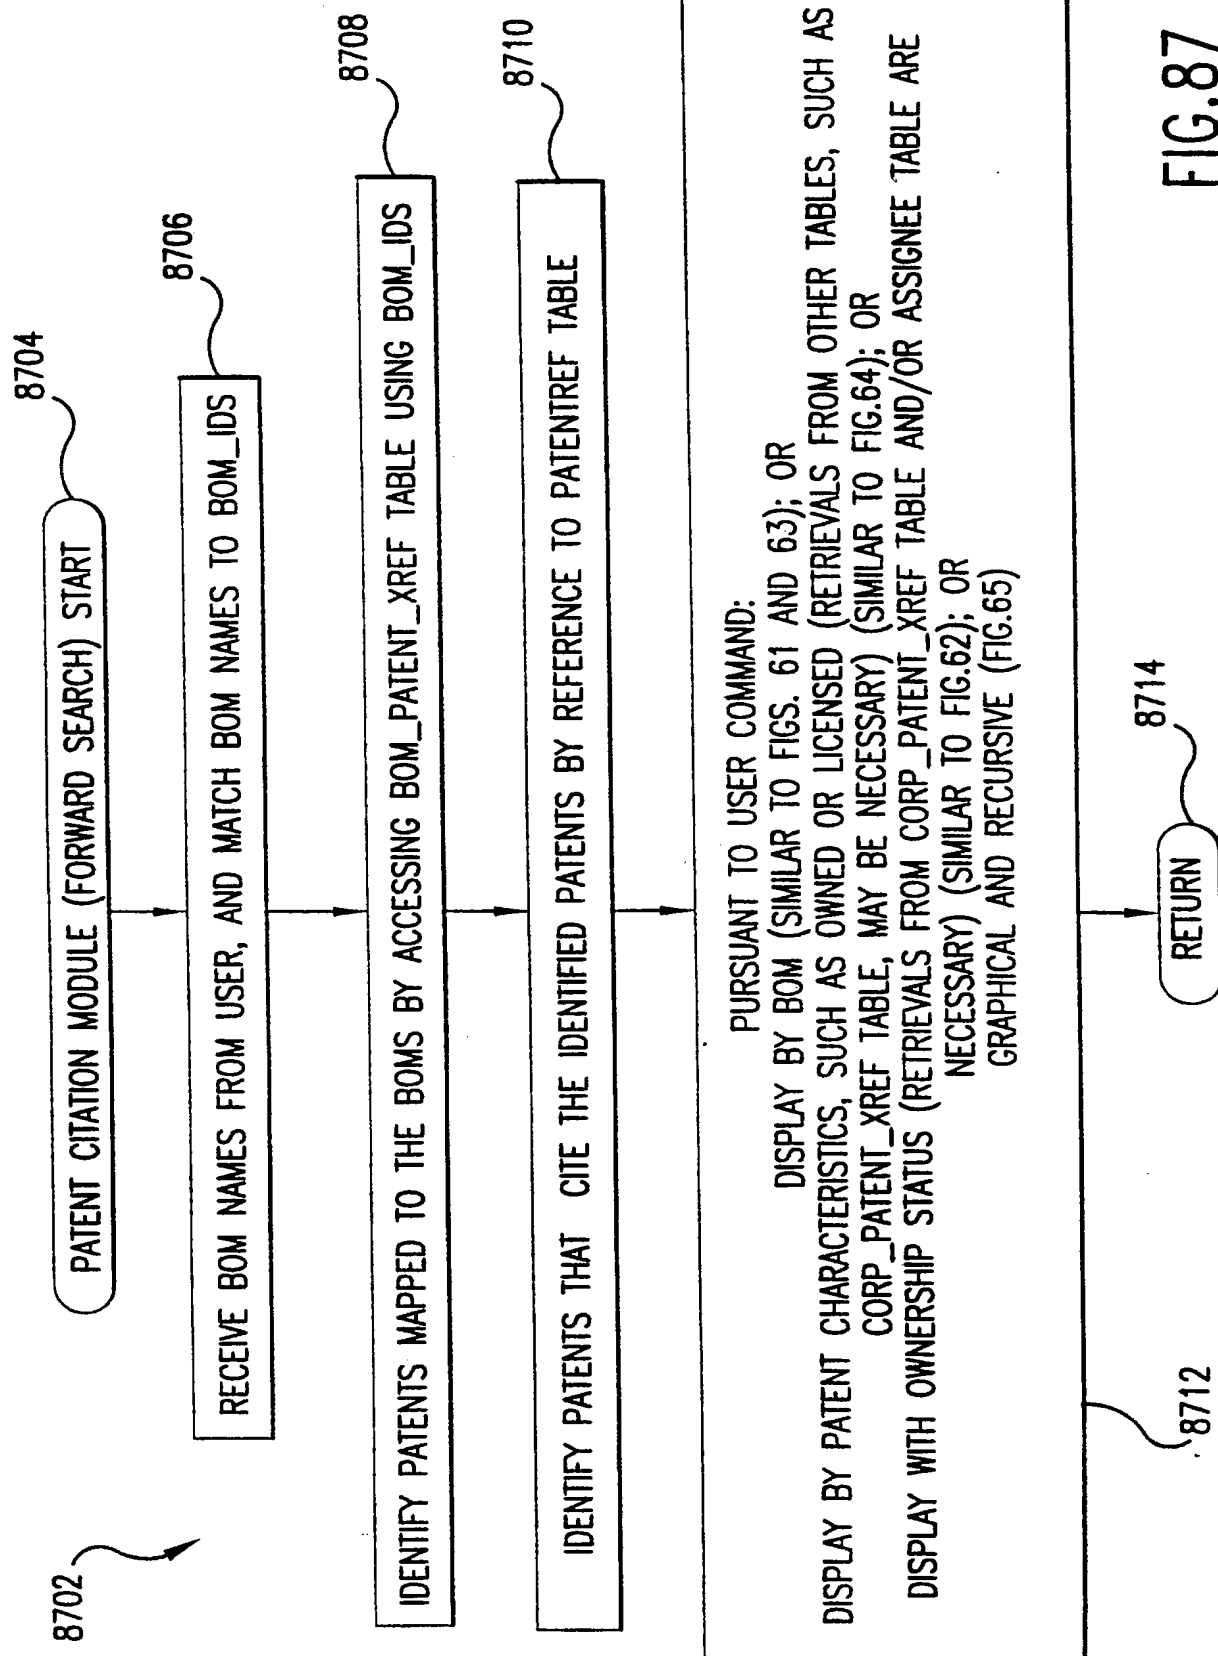 8702
8704
PATENT CITATION MODULE (FORWARD SEARCH) START
8706
RECEIVE BOM NAMES FROM USER, AND MATCH BOM NAMES TO BOM_IDS
8708
IDENTIFY PATENTS MAPPED TO THE BOMS BY ACCESSING BOM_PATENT_XREF TABLE USING BOM_IDS
8710
IDENTIFY PATENTS THAT CITE THE IDENTIFIED PATENTS BY REFERENCE TO PATENTREF TABLE
PURSUANT TO USER COMMAND:
DISPLAY BY BOM (SIMILAR TO FIGS. 61 AND 63); OR
DISPLAY BY PATENT CHARACTERISTICS, SUCH AS OWNED OR LICENSED (RETRIEVALS FROM OTHER TABLES, SUCH AS
CORP_PATENT_XREF TABLE, MAY BE NECESSARY) (SIMILAR TO FIG.64); OR
DISPLAY WITH OWNERSHIP STATUS (RETRIEVALS FROM CORP_PATENT_XREF TABLE AND/OR ASSIGNEE TABLE ARE
NECESSARY) (SIMILAR TO FIG.62); OR
GRAPHICAL AND RECURSIVE (FIG.65)
8712
8714
RETURN
FIG.87